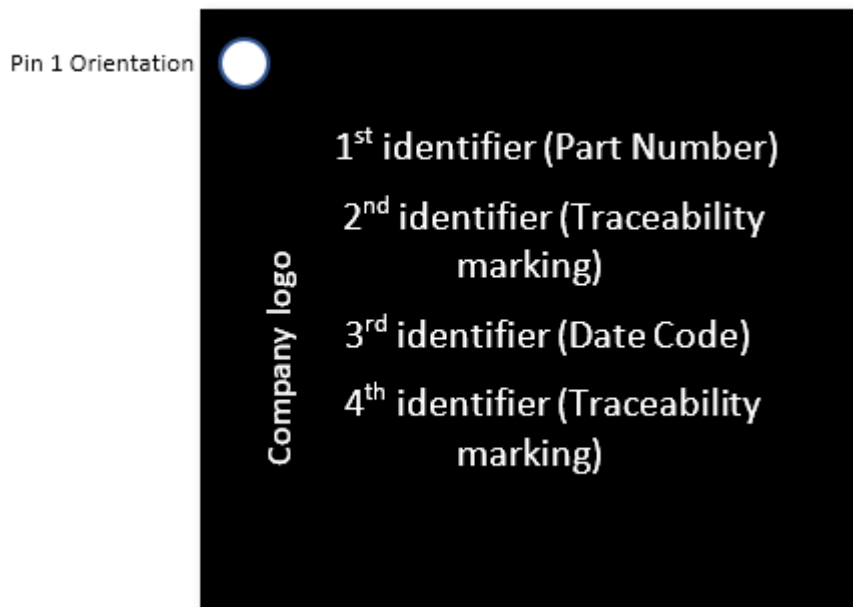 Pin 1 Orientation
1st identifier (Part Number)
2nd identifier (Traceability
marking)
Company logo
3rd identifier (Date Code)
4th identifier (Traceability
marking)